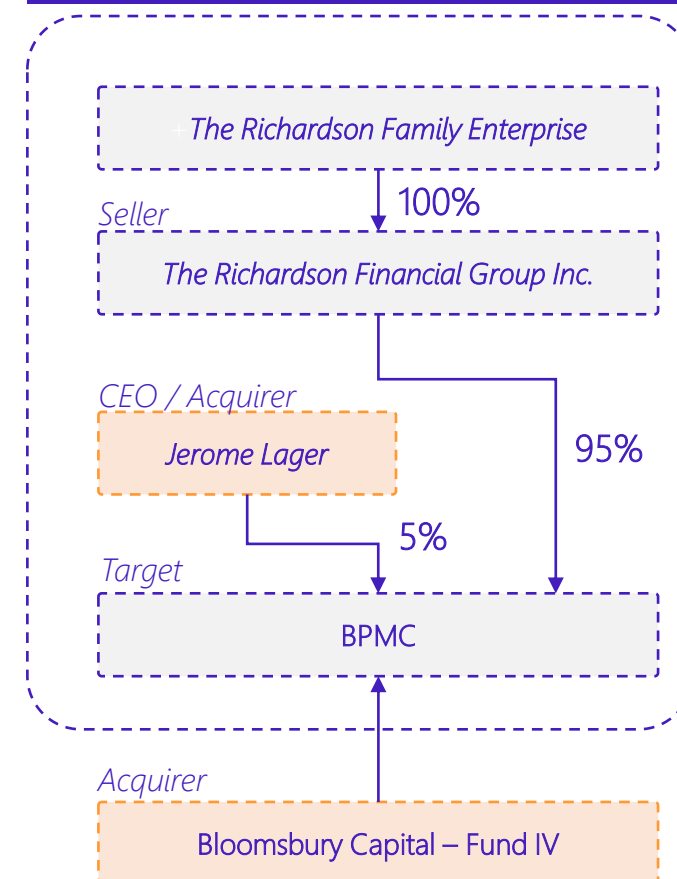 The Richardson Family Enterprise
100%
Seller
The Richardson Financial Group Inc.
CEO / Acquirer
Jerome Lager
95%
5%
Target
BPMC
Acquirer
Bloomsbury Capital – Fund IV